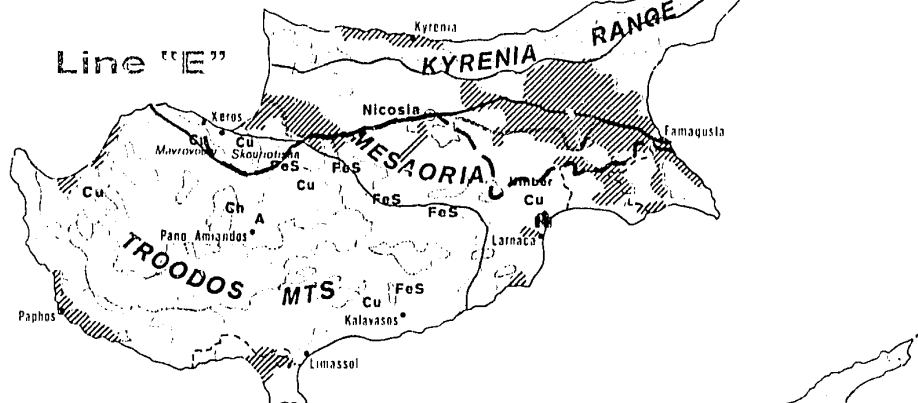 Line "E"
Kyrenia
KYRENIA RANGE
Nicosia
Xeros
Cu
Skouriotissa
FeS
MESAORIA
FeS
Famagusta
Cu
Cu
FeS
FeS
Cu
Ch
A
Pano Amiandos
Larnaca
TROODOS MTS
Cu
FeS
Kalavasos
Paphos
Limassol